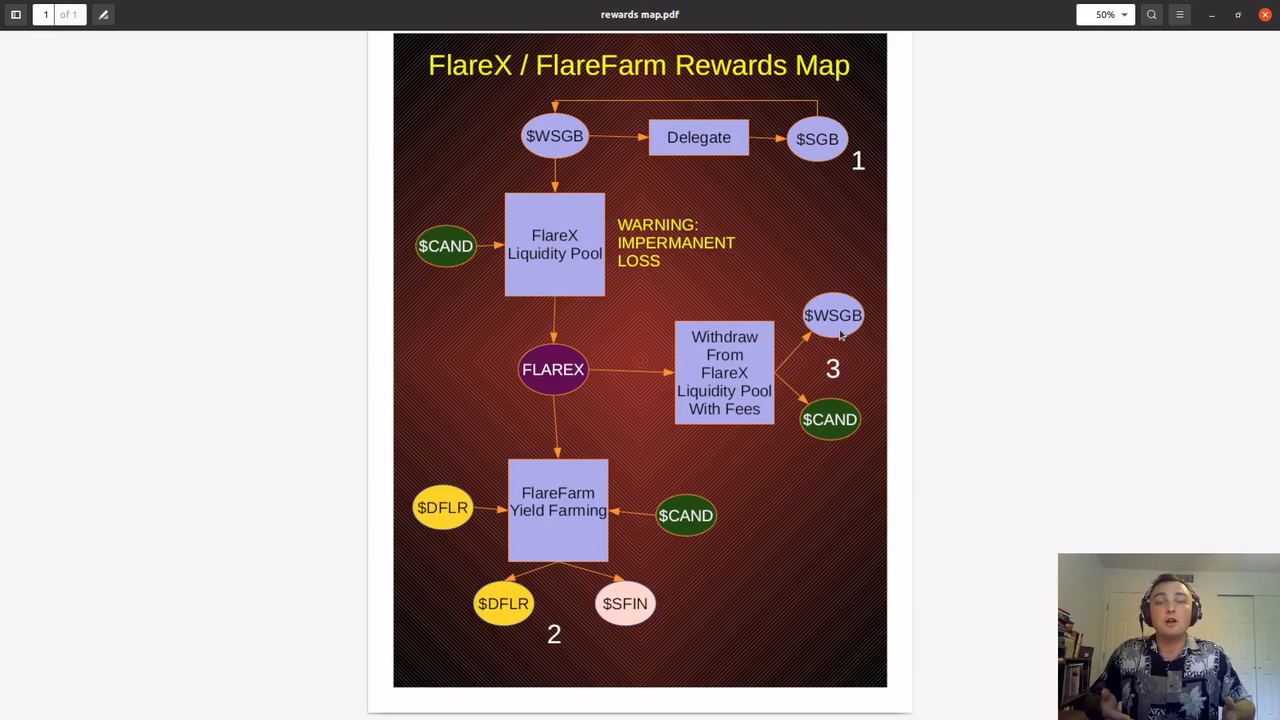 rewards map.pdf
1 of 1
50%
FlareX / FlareFarm Rewards Map
$WSGB
Delegate
$SGB
1
FlareX
Liquidity Pool
$CAND
WARNING:
IMPERMANENT
LOSS
FLAREX
Withdraw
From
FlareX
Liquidity Pool
With Fees
$WSGB
3
$CAND
$DFLR
FlareFarm
Yield Farming
$CAND
$DFLR
$SFIN
2